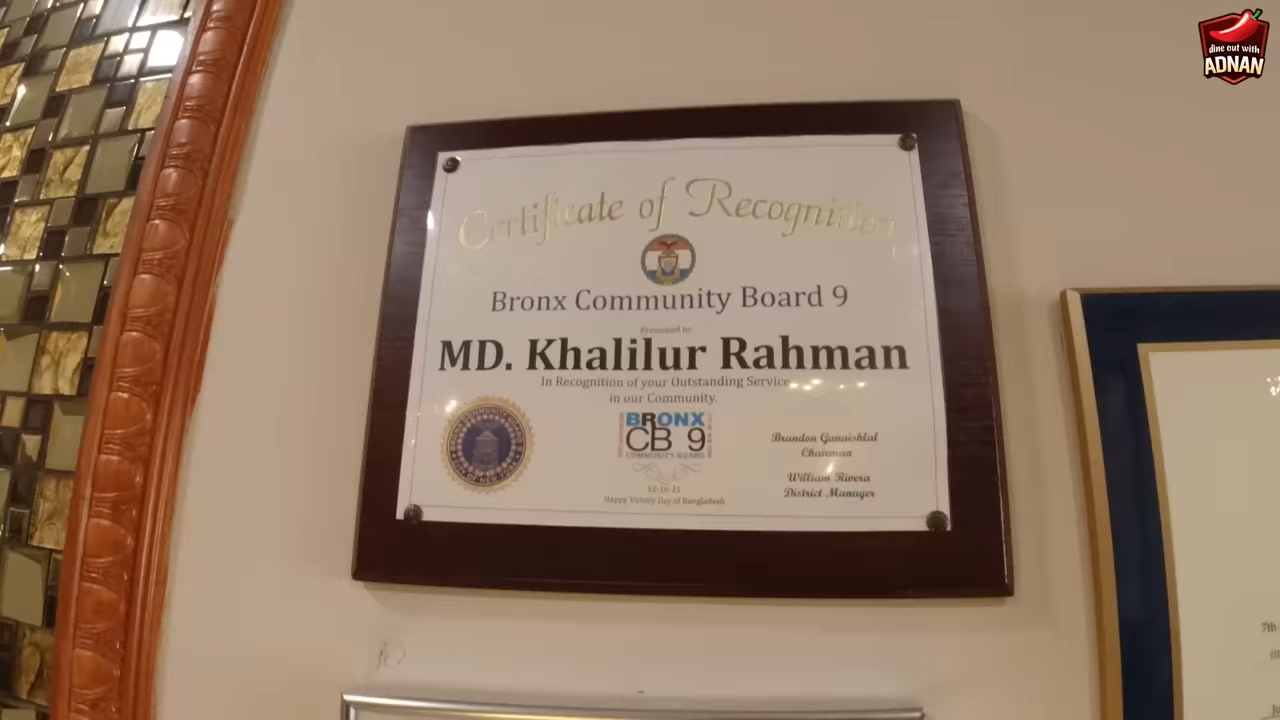 dine out with
ADNAN
Certificate of Recognition
Bronx Community Board 9
Presented to
MD. Khalilur Rahman
In Recognition of your Outstanding Service
in our Community.
BRONX
CB 9
COMMUNITY BOARD
Brandon Ganaishlal
Chairman
William Rivera
District Manager
12-16-21
Happy Victory Day of Bangladesh
7th